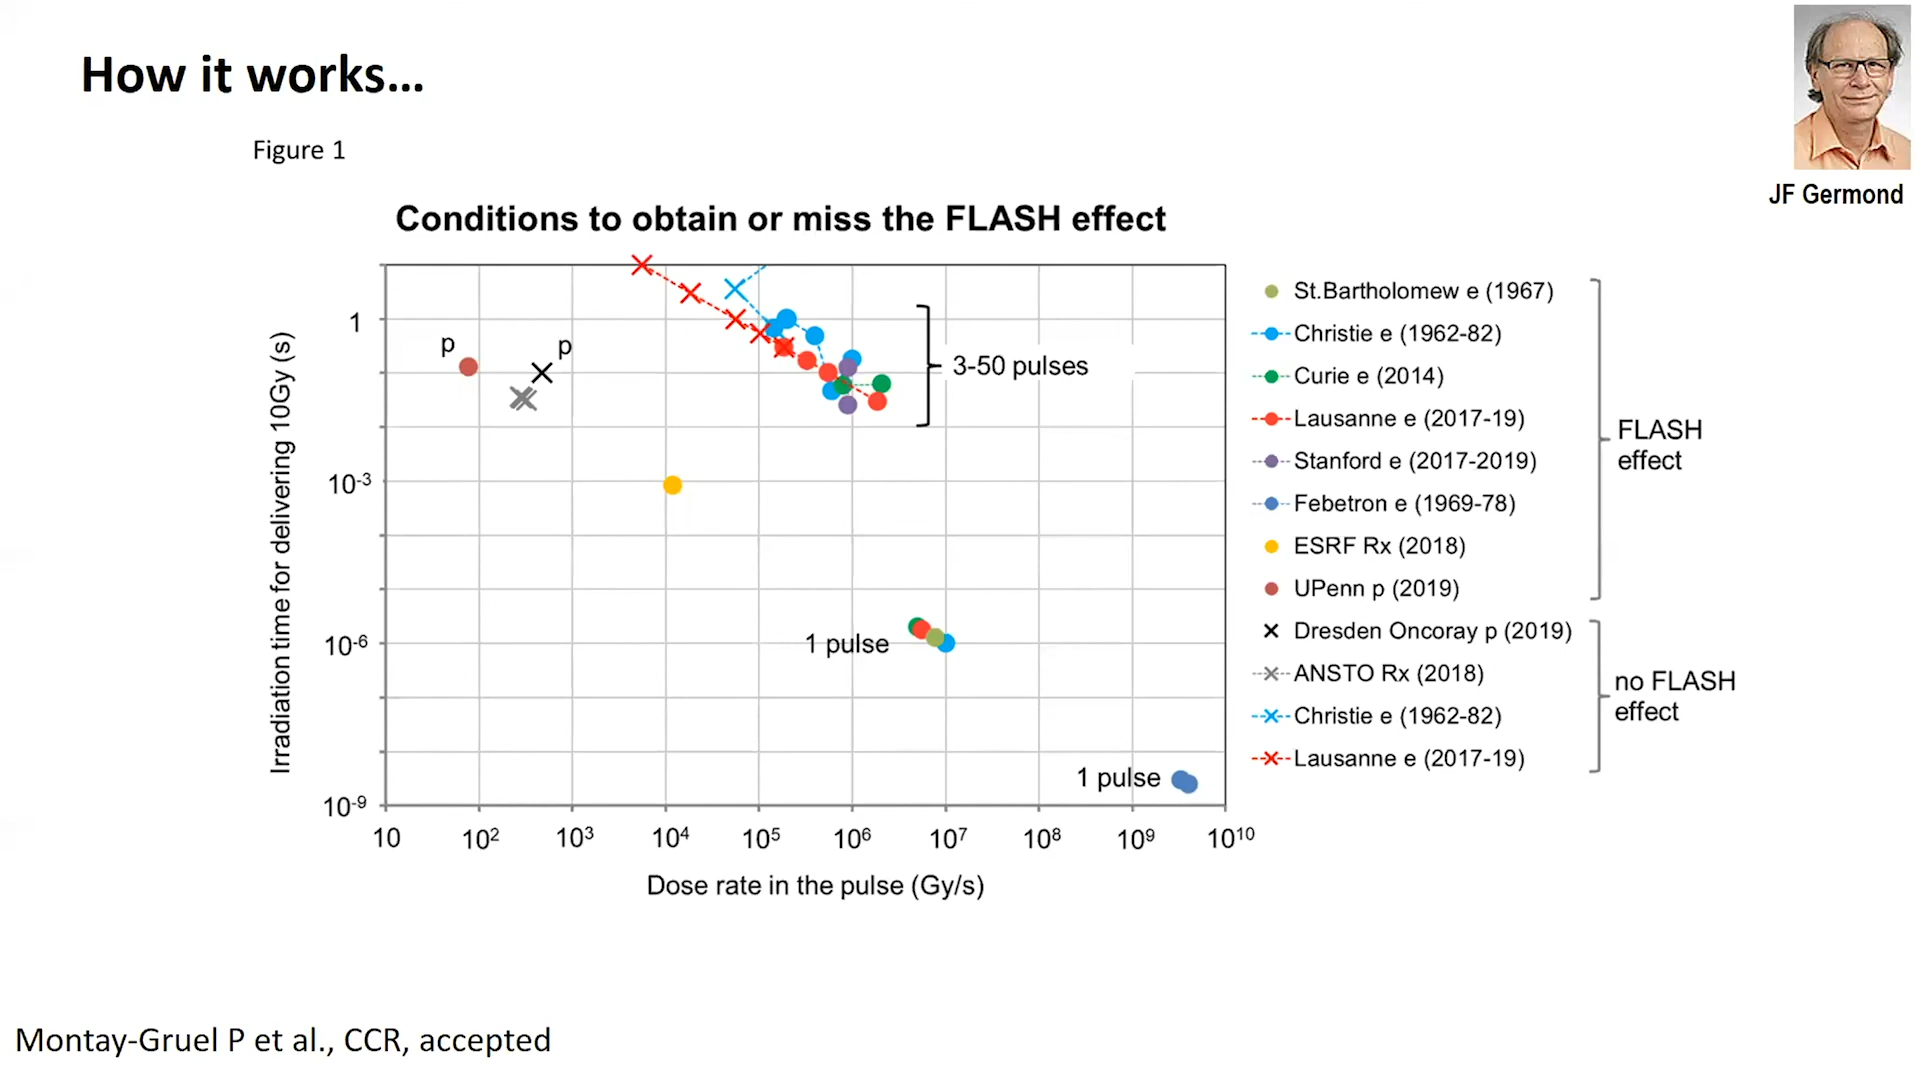 How it works...
JF Germond
Figure 1
Conditions to obtain or miss the FLASH effect
Irradiation time for delivering 10Gy (s)
1
10-3
10-6
10-9
p
p
3-50 pulses
1 pulse
1 pulse
10 10² 10³ 10⁴ 10⁵ 10⁶ 10⁷ 10⁸ 10⁹ 10¹⁰
Dose rate in the pulse (Gy/s)
St.Bartholomew e (1967)
Christie e (1962-82)
Curie e (2014)
Lausanne e (2017-19)
Stanford e (2017-2019)
Febetron e (1969-78)
ESRF Rx (2018)
UPenn p (2019)
Dresden Oncoray p (2019)
ANSTO Rx (2018)
Christie e (1962-82)
Lausanne e (2017-19)
FLASH
effect
no FLASH
effect
Montay-Gruel P et al., CCR, accepted